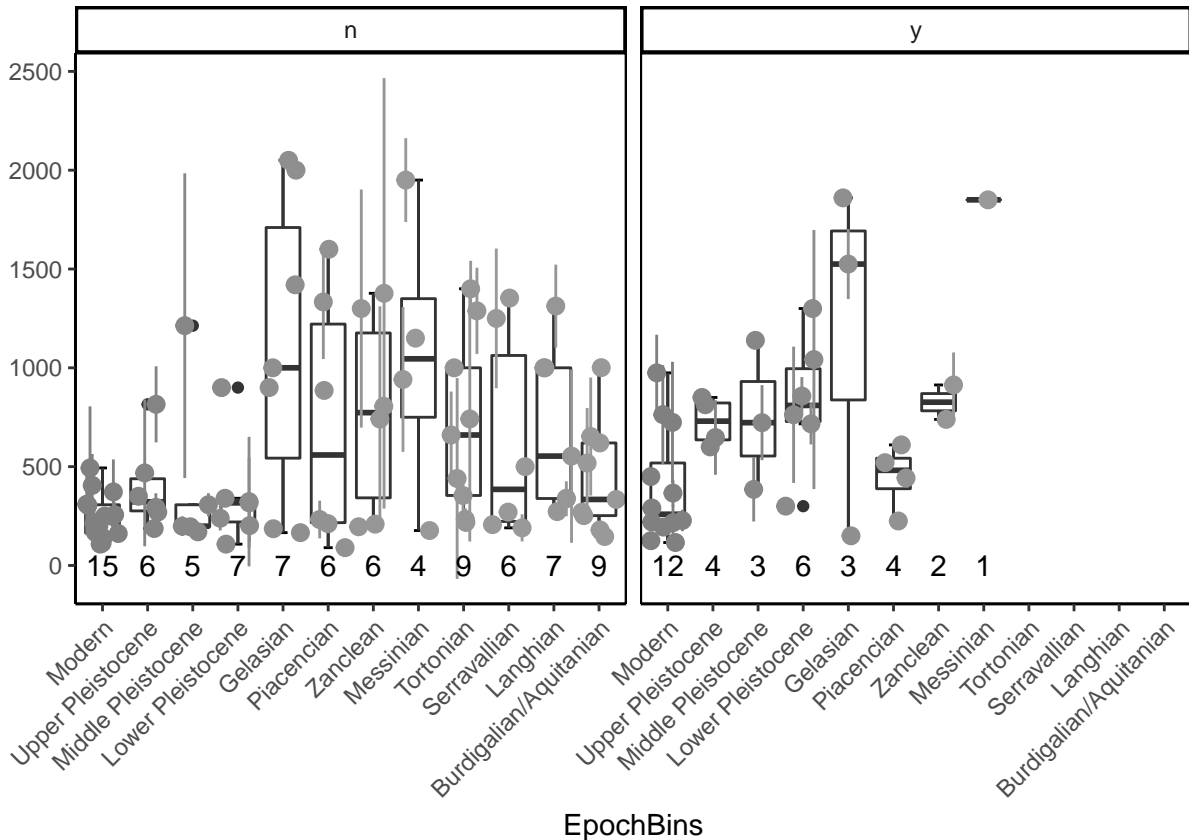 n
y
2500
2000
1500
1000
500
0
15 6 5 7 7 6 6 4 9 6 7 9
12 4 3 6 3 4 2 1
Modern
Upper Pleistocene
Middle Pleistocene
Lower Pleistocene
Gelasian
Piacencian
Zanclean
Messinian
Tortonian
Serravallian
Langhian
Burdigalian/Aquitanian
Modern
Upper Pleistocene
Middle Pleistocene
Lower Pleistocene
Gelasian
Piacencian
Zanclean
Messinian
Tortonian
Serravallian
Langhian
Burdigalian/Aquitanian
EpochBins